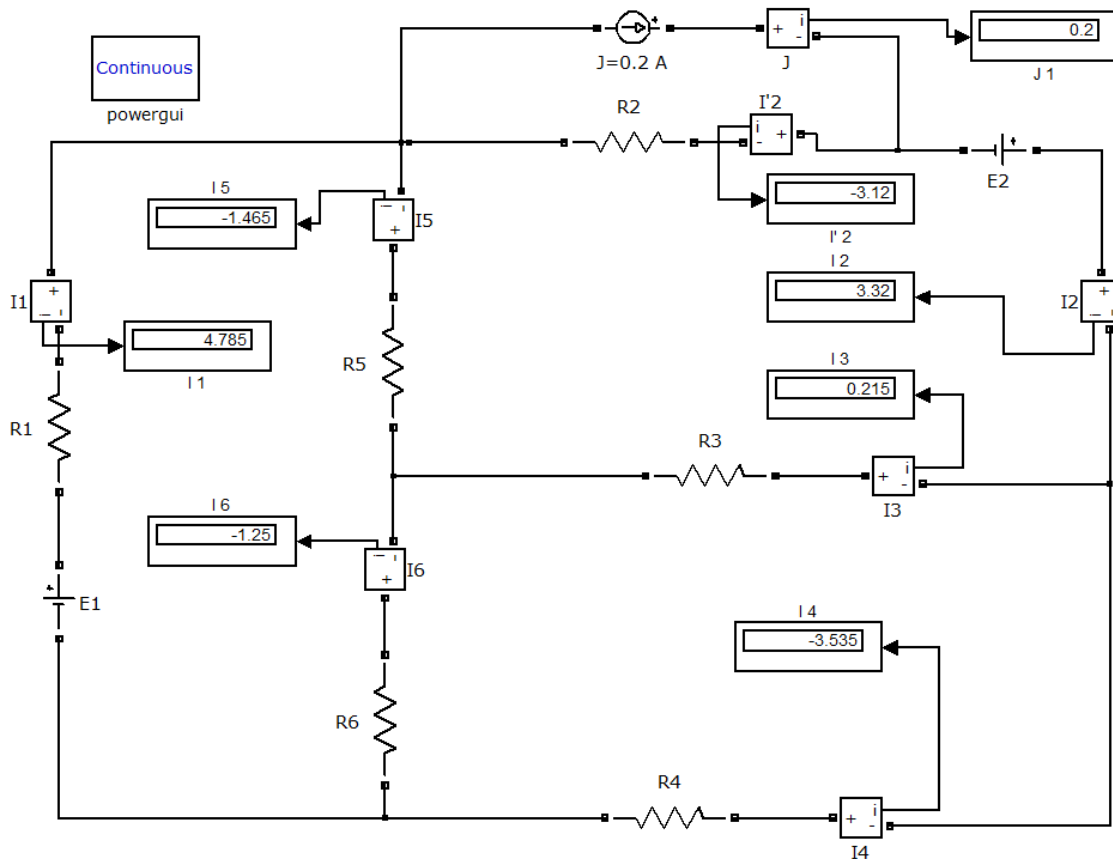 0.2
J 1
J=0.2 A
+
i
-
J
Continuous
powergui
R2
I'2
i
-
+
E2
I 5
-1.465
I5
+
-3.12
I' 2
I 2
3.32
I1
+
I2
+
4.785
I 1
R5
I 3
0.215
R1
R3
+
i
-
I3
I 6
-1.25
I6
+
E1
I 4
-3.535
R6
R4
+
i
-
I4